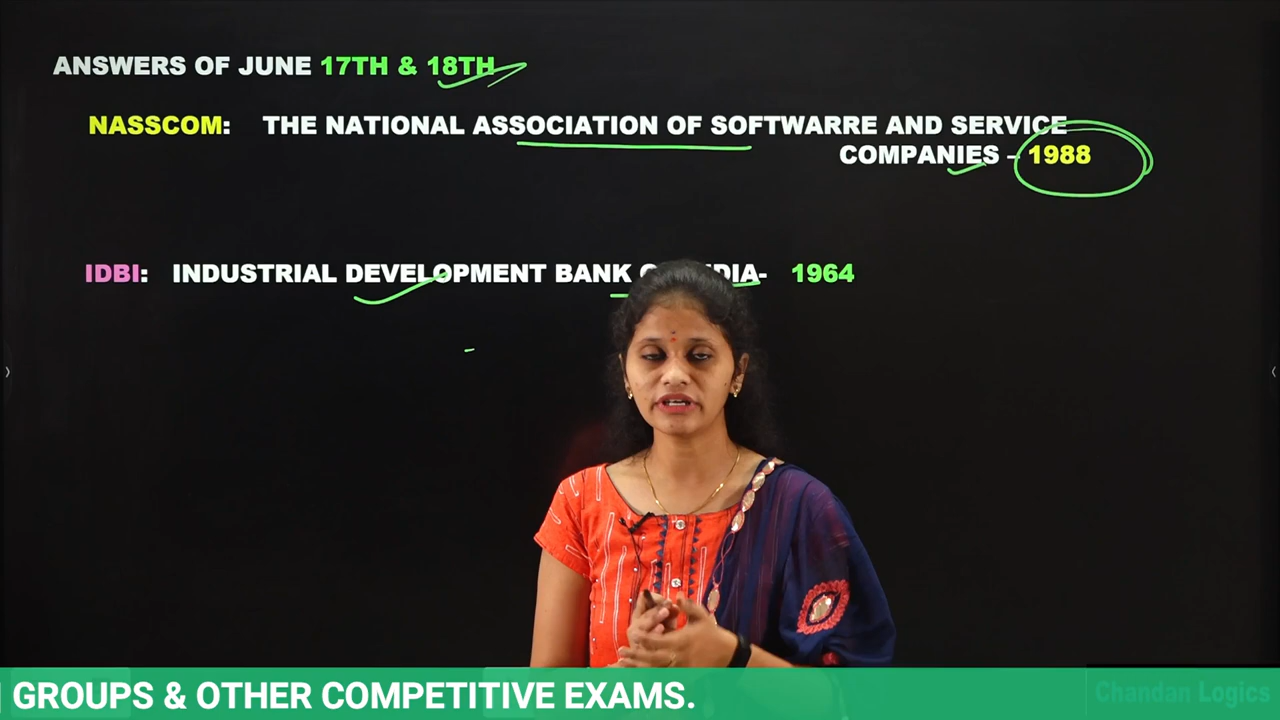 ANSWERS OF JUNE 17TH & 18TH
NASSCOM: THE NATIONAL ASSOCIATION OF SOFTWARRE AND SERVICE
COMPANIES – 1988
IDBI: INDUSTRIAL DEVELOPMENT BANK INDIA- 1964
GROUPS & OTHER COMPETITIVE EXAMS.
Chandan Logics